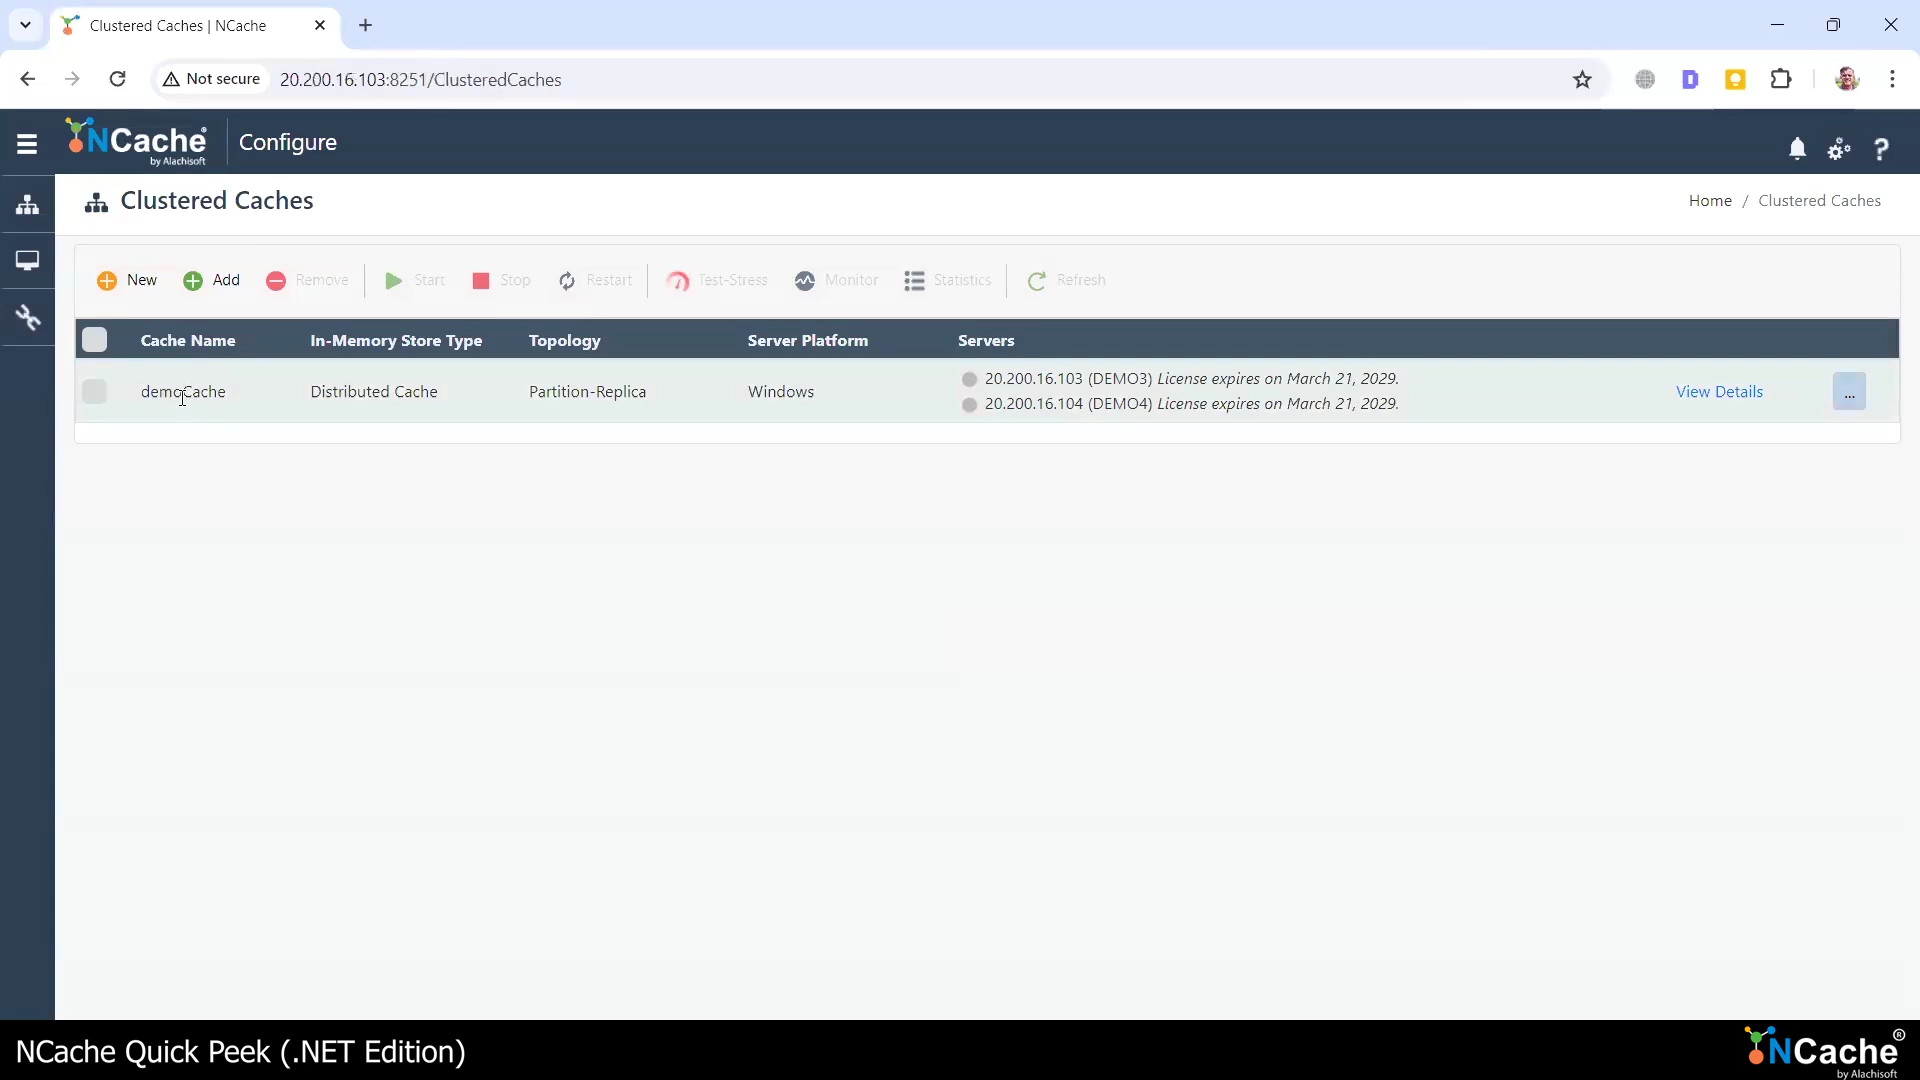 Clustered Caches | NCache
Not secure 20.200.16.103:8251/ClusteredCaches
NCache by Alachisoft Configure
Clustered Caches
Home / Clustered Caches
New Add Remove Start Stop Restart Test-Stress Monitor Statistics Refresh
Cache Name In-Memory Store Type Topology Server Platform Servers
demoCache Distributed Cache Partition-Replica Windows
20.200.16.103 (DEMO3) License expires on March 21, 2029.
20.200.16.104 (DEMO4) License expires on March 21, 2029.
View Details ...
NCache Quick Peek (.NET Edition)
NCache®
by Alachisoft